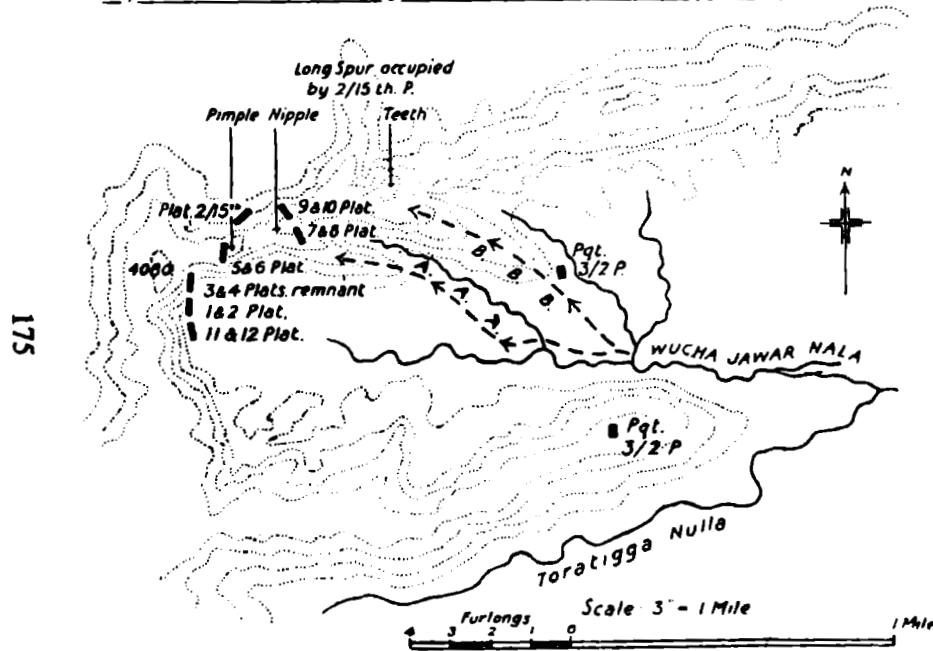 Long Spur occupied
by 2/15 th. P.
Pimple Nipple Teeth
N
Plat. 2/15th
9 & 10 Plat.
7 & 8 Plat
4080
5 & 6 Plat.
3 & 4 Plats. remnant
1 & 2 Plat.
11 & 12 Plat.
A. A. A.
B. B. B.
Pqt.
3/2 P.
WUCHA JAWAR NALA
Pqt.
3/2 P
Toratigga Nulla
Scale 3" = 1 Mile
Furlongs
4 3 2 1 0 1 Mile
175